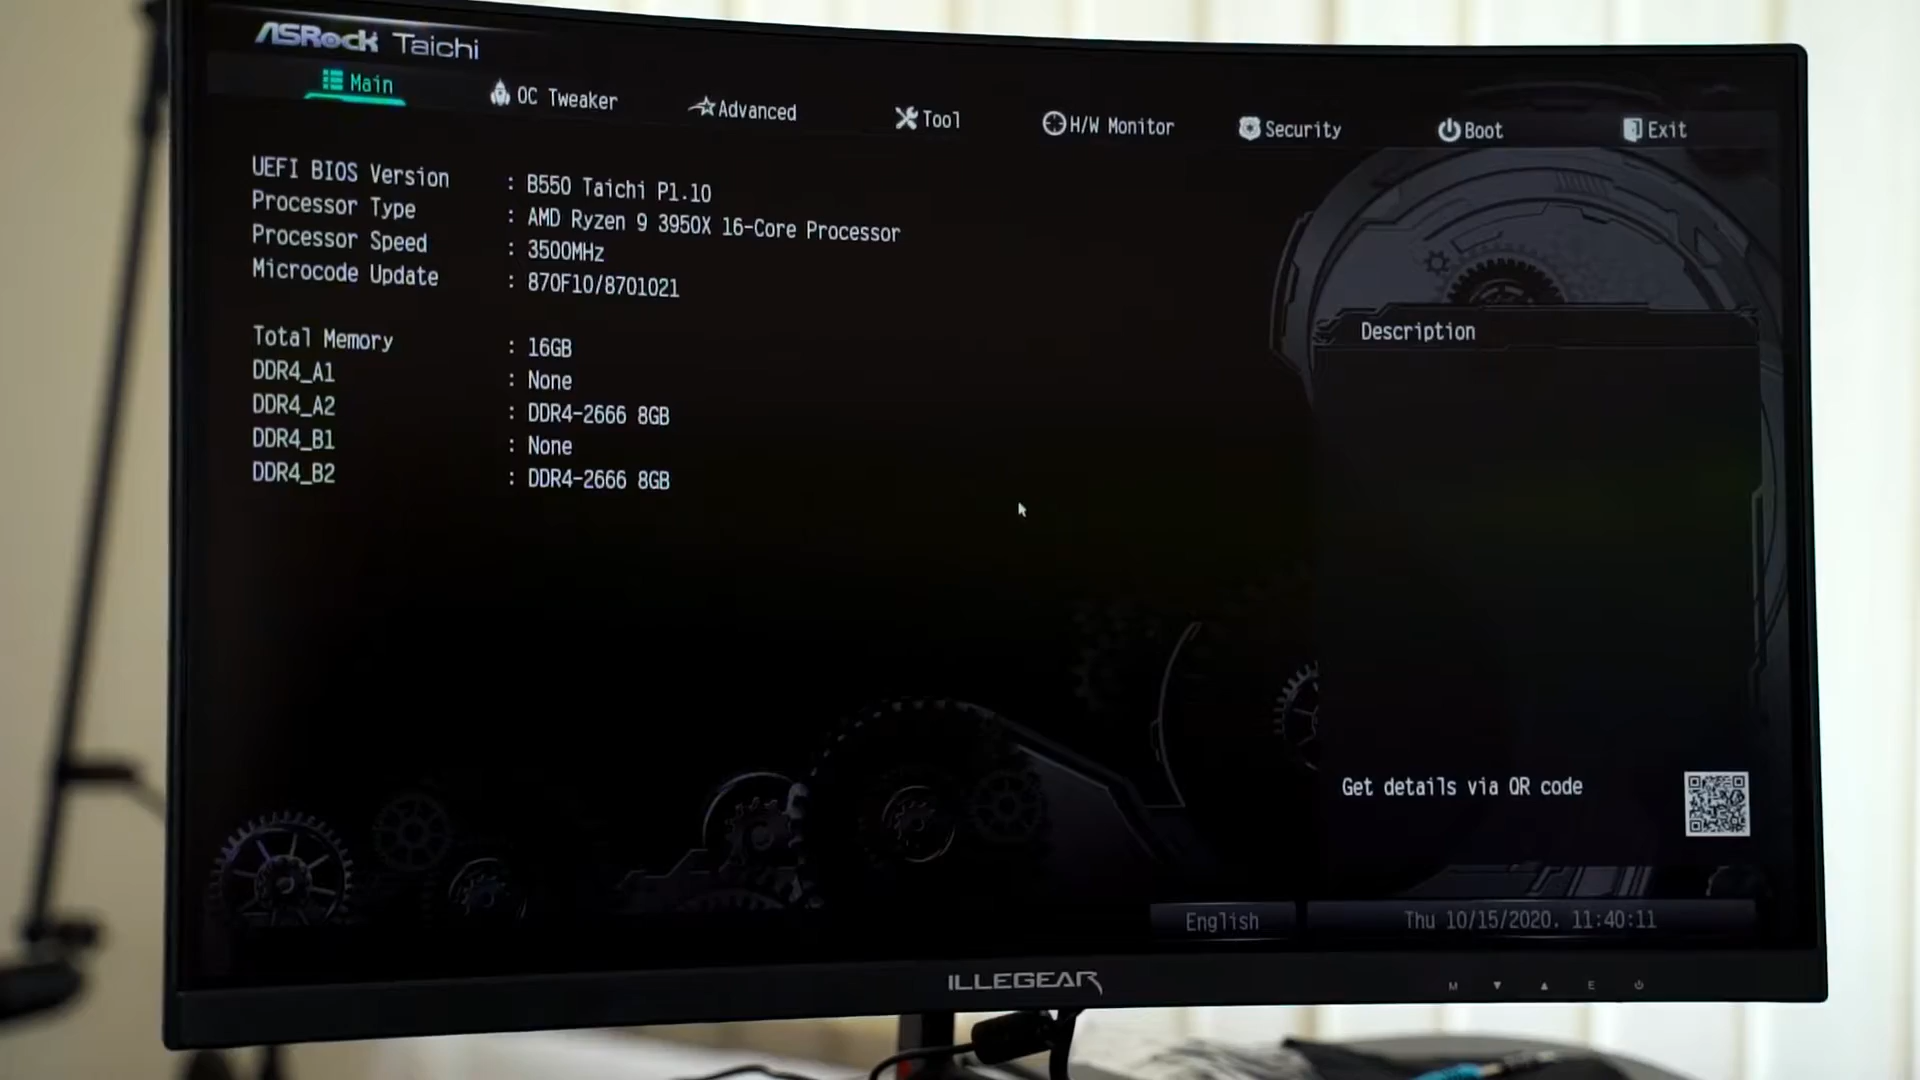 ASRock Taichi
Main OC Tweaker Advanced Tool H/W Monitor Security Boot Exit
UEFI BIOS Version : B550 Taichi P1.10
Processor Type : AMD Ryzen 9 3950X 16-Core Processor
Processor Speed : 3500MHz
Microcode Update : 870F10/8701021
Total Memory : 16GB
DDR4_A1 : None
DDR4_A2 : DDR4-2666 8GB
DDR4_B1 : None
DDR4_B2 : DDR4-2666 8GB
Description
Get details via QR code
English
Thu 10/15/2020. 11:40:11
ILLEGEAR
M ▼ ▲ E